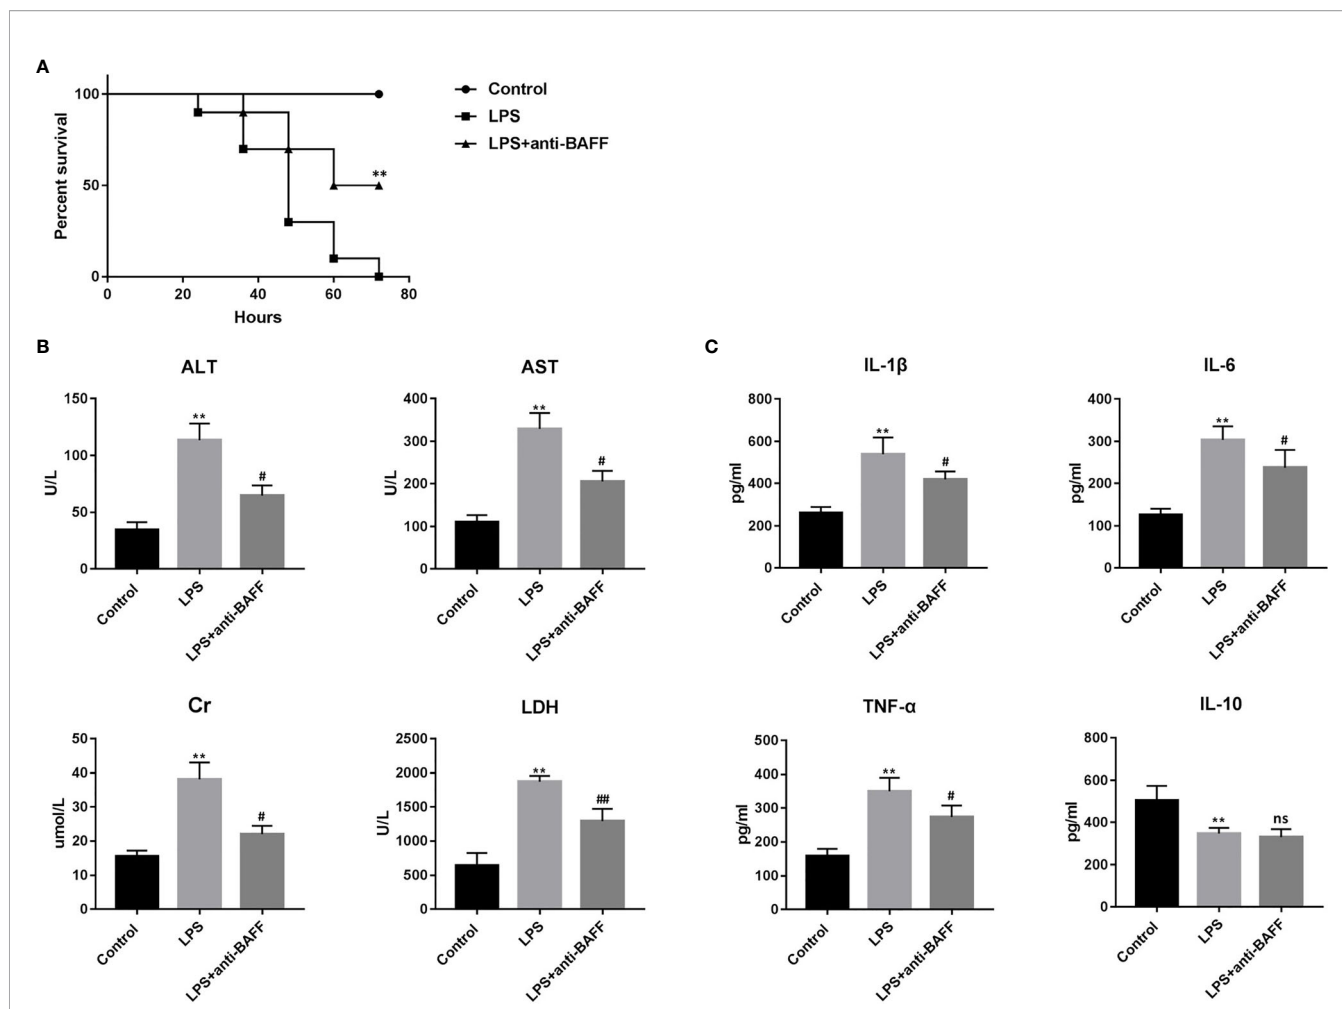 A
100
50
0
Percent survival
0 20 40 60 80
Hours
Control
LPS
LPS+anti-BAFF
**
B
ALT
150
100
50
0
U/L
**
#
Control
LPS
LPS+anti-BAFF
AST
400
300
200
100
0
U/L
**
#
Control
LPS
LPS+anti-BAFF
Cr
50
40
30
20
10
0
umol/L
**
#
Control
LPS
LPS+anti-BAFF
LDH
2500
2000
1500
1000
500
0
U/L
**
##
Control
LPS
LPS+anti-BAFF
C
IL-1β
800
600
400
200
0
pg/ml
**
#
Control
LPS
LPS+anti-BAFF
IL-6
400
300
200
100
0
pg/ml
**
#
Control
LPS
LPS+anti-BAFF
TNF-α
500
400
300
200
100
0
pg/ml
**
#
Control
LPS
LPS+anti-BAFF
IL-10
800
600
400
200
0
pg/ml
**
ns
Control
LPS
LPS+anti-BAFF